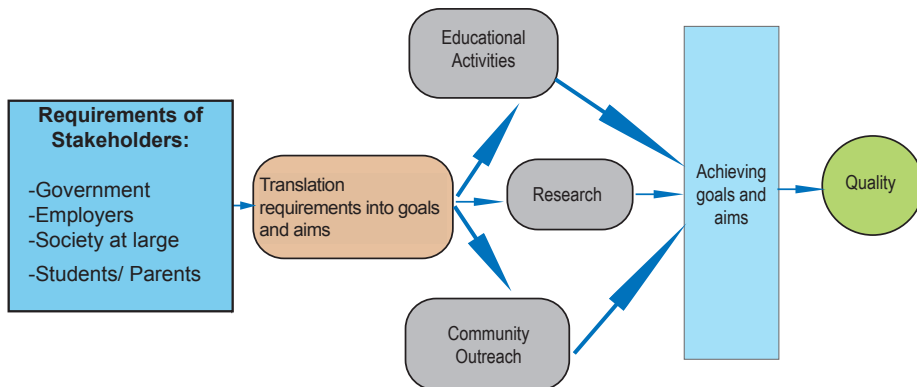 Requirements of
Stakeholders:
-Government
-Employers
-Society at large
-Students/ Parents
Translation
requirements into goals
and aims
Educational
Activities
Research
Community
Outreach
Achieving
goals and
aims
Quality